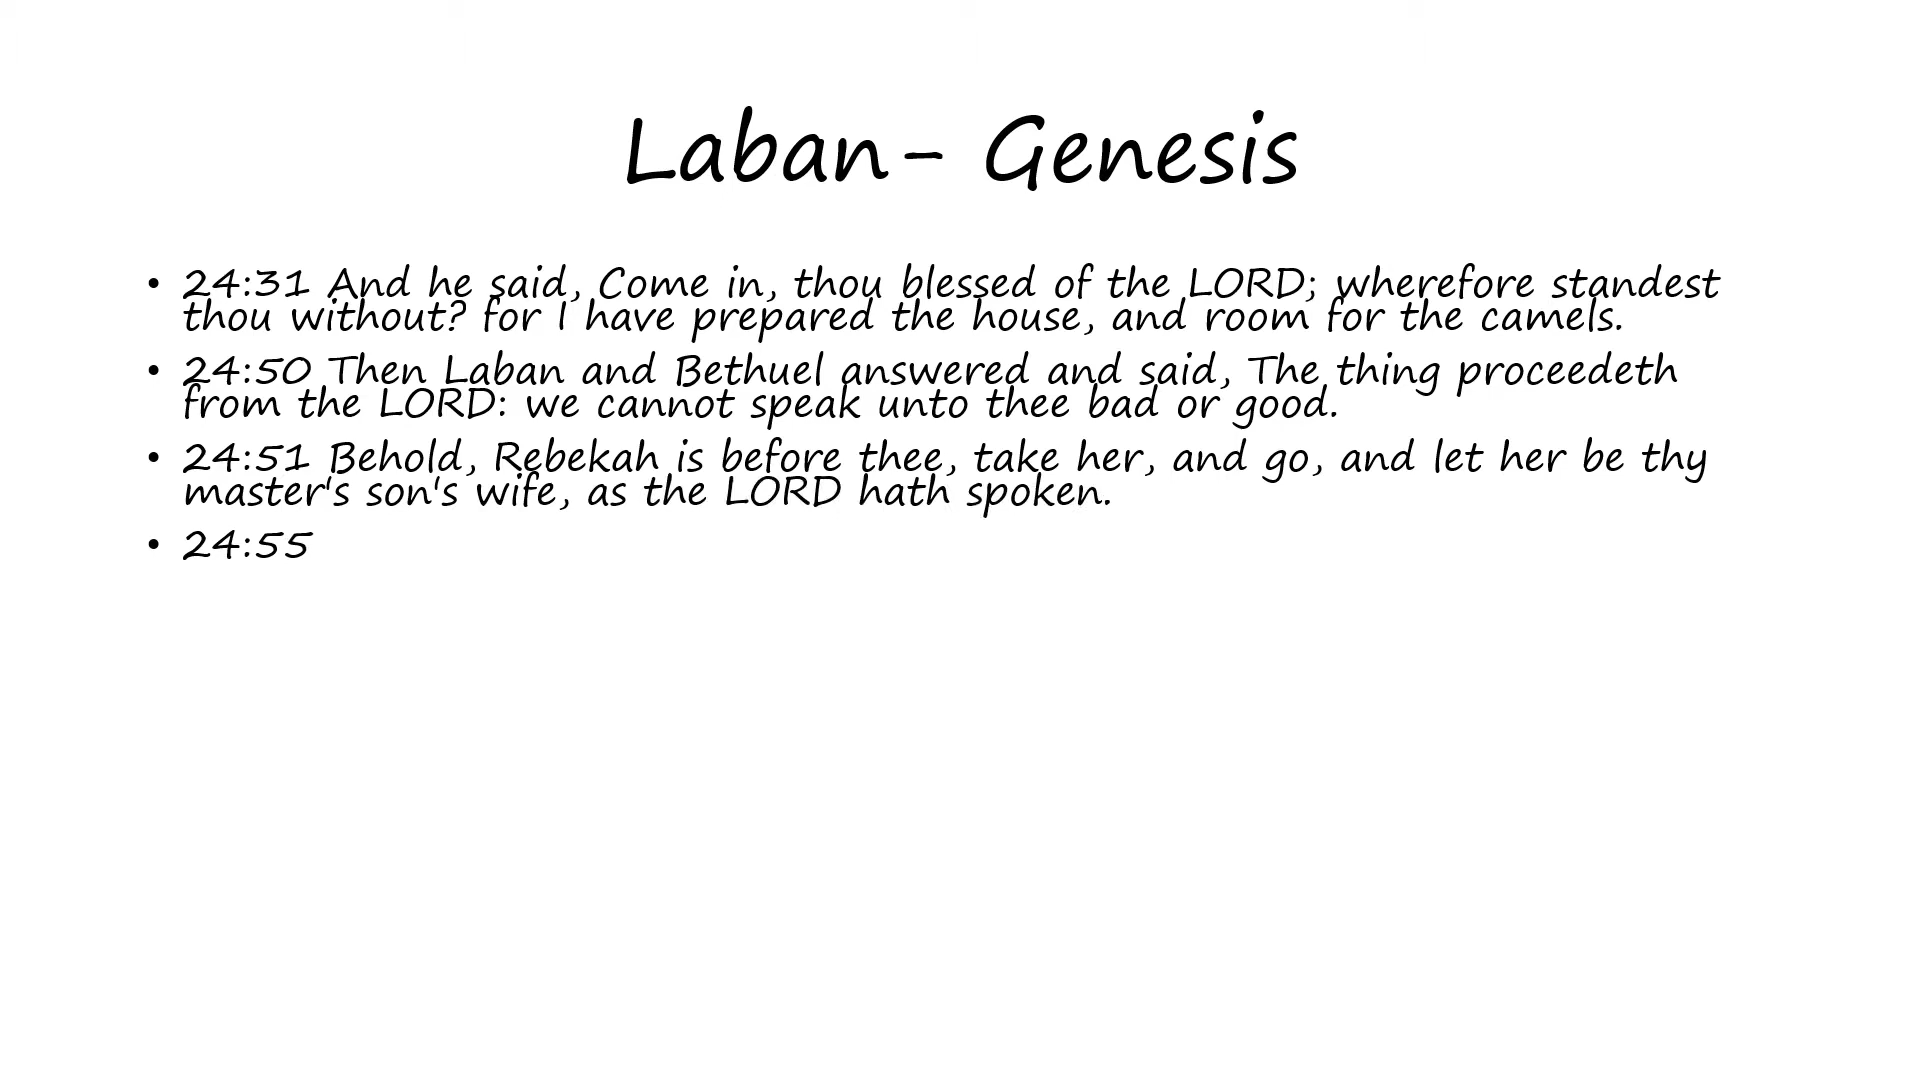 Laban- Genesis
• 24:31 And he said, Come in, thou blessed of the LORD; wherefore standest
thou without? for I have prepared the house, and room for the camels.
• 24:50 Then Laban and Bethuel answered and said, The thing proceedeth
from the LORD: we cannot speak unto thee bad or good.
• 24:51 Behold, Rebekah is before thee, take her, and go, and let her be thy
master's son's wife, as the LORD hath spoken.
• 24:55